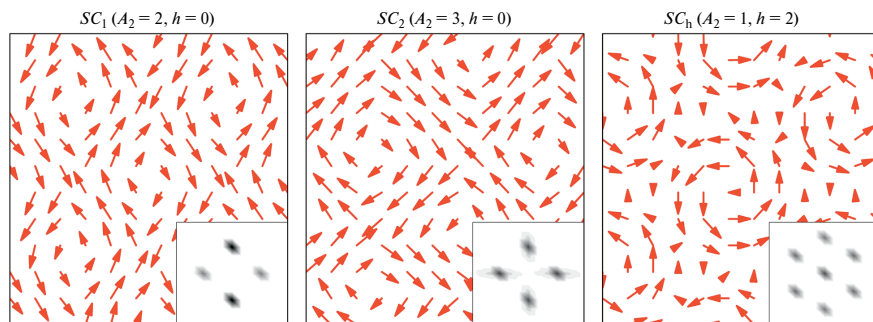 SC₁ (A₂ = 2, h = 0)
SC₂ (A₂ = 3, h = 0)
SCₕ (A₂ = 1, h = 2)